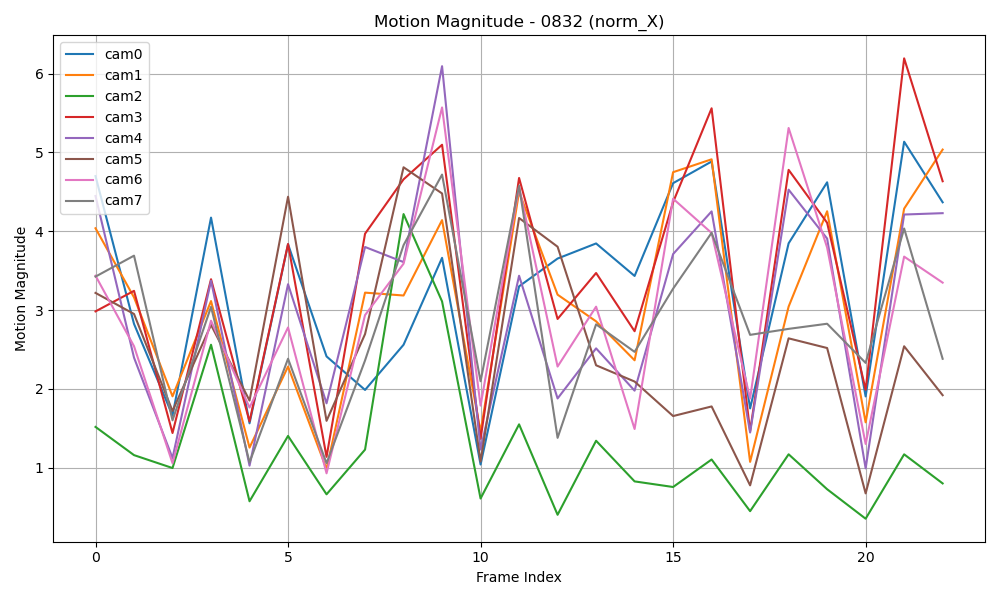 Motion Magnitude - 0832 (norm_X)
cam0
cam1
cam2
cam3
cam4
cam5
cam6
cam7
Motion Magnitude
6
5
4
3
2
1
0 5 10 15 20
Frame Index